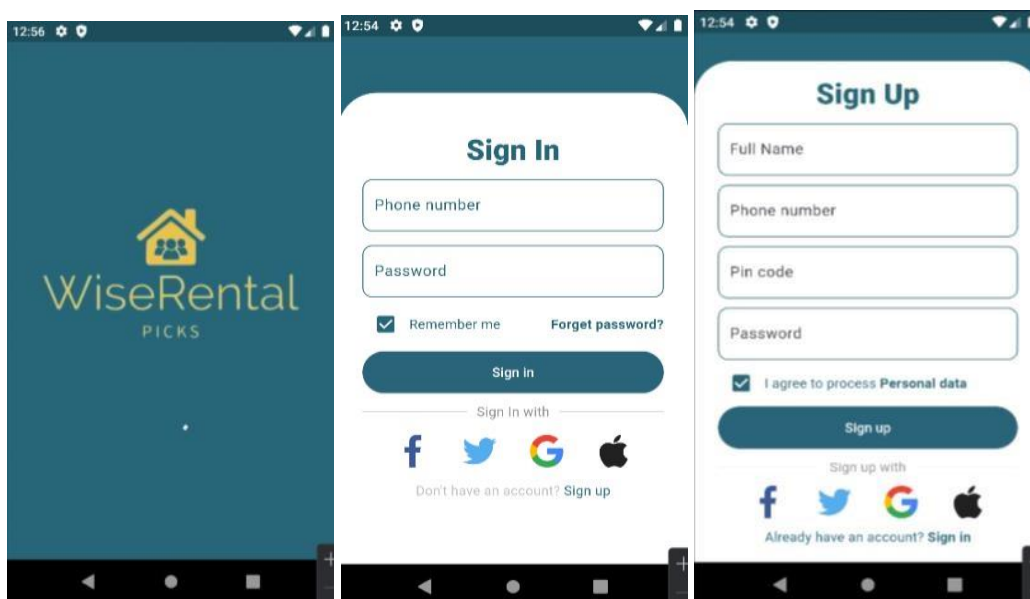 12:56
WiseRental
PICKS
12:54
Sign In
Phone number
Password
Remember me Forget password?
Sign in
Sign In with
Don't have an account? Sign up
12:54
Sign Up
Full Name
Phone number
Pin code
Password
I agree to process Personal data
Sign up
Sign up with
Already have an account? Sign in